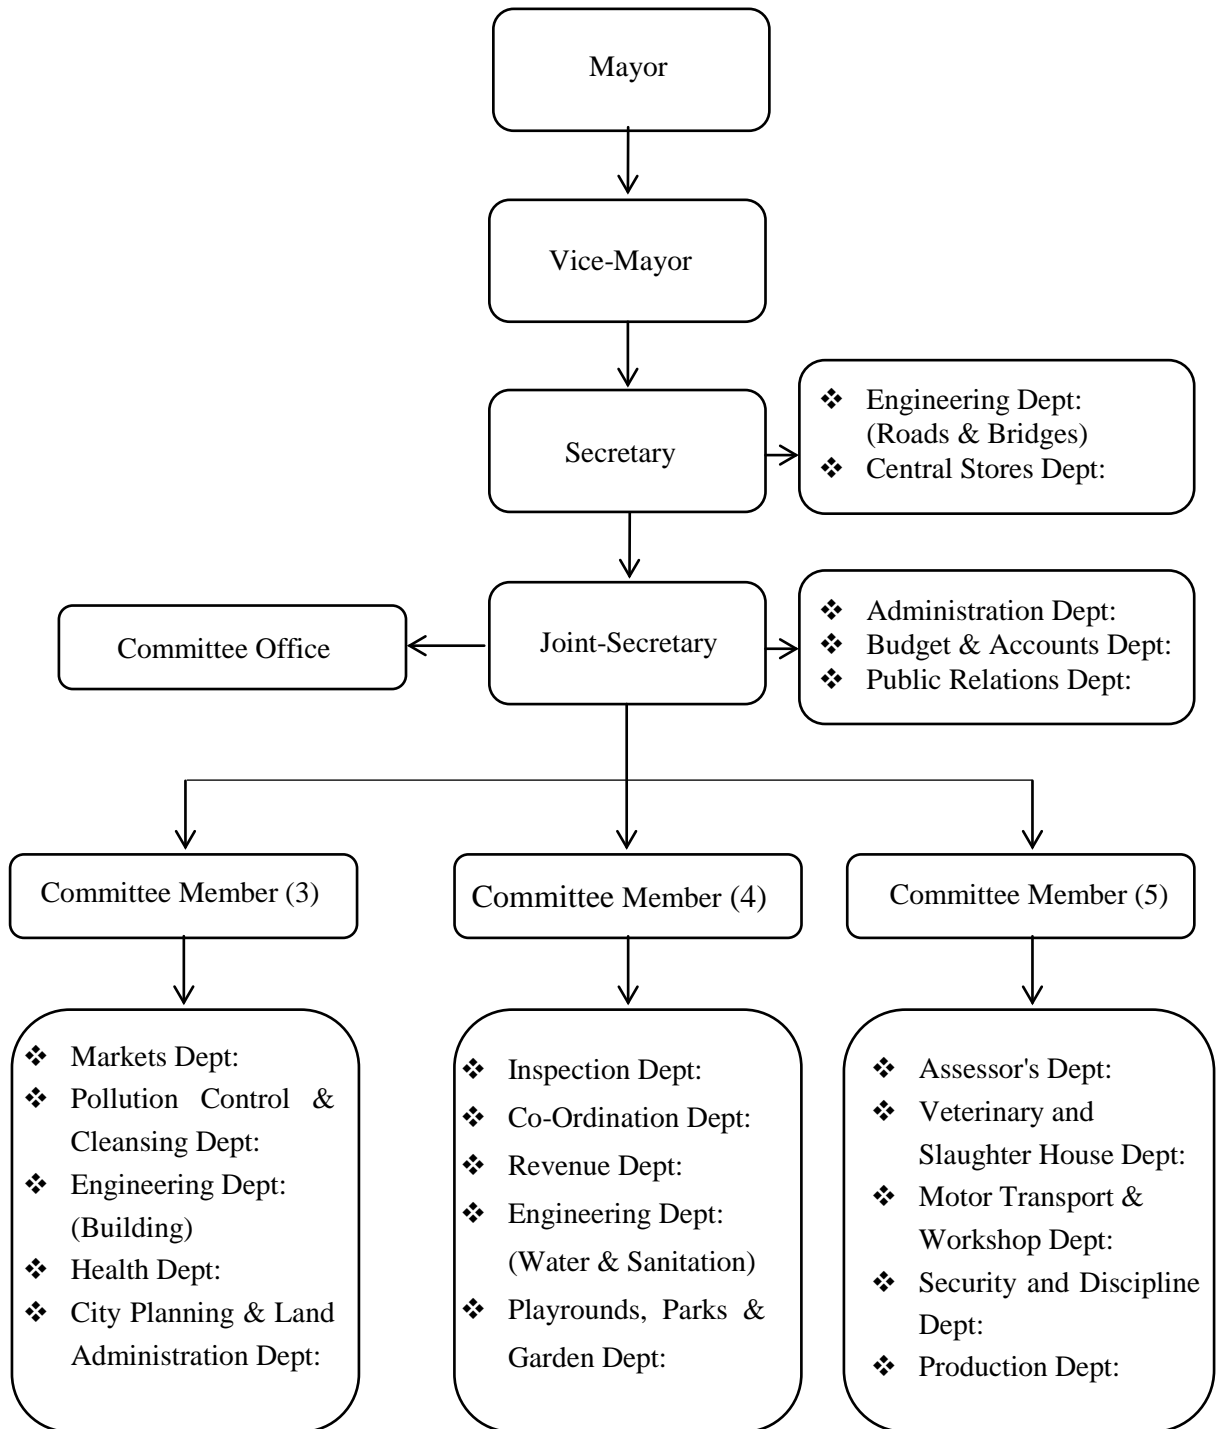 Mayor
Vice-Mayor
Secretary
❖ Engineering Dept:
(Roads & Bridges)
❖ Central Stores Dept:
Committee Office
Joint-Secretary
❖ Administration Dept:
❖ Budget & Accounts Dept:
❖ Public Relations Dept:
Committee Member (3)
Committee Member (4)
Committee Member (5)
❖ Markets Dept:
❖ Pollution Control &
Cleansing Dept:
❖ Engineering Dept:
(Building)
❖ Health Dept:
❖ City Planning & Land
Administration Dept:
❖ Inspection Dept:
❖ Co-Ordination Dept:
❖ Revenue Dept:
❖ Engineering Dept:
(Water & Sanitation)
❖ Playrounds, Parks &
Garden Dept:
❖ Assessor's Dept:
❖ Veterinary and
Slaughter House Dept:
❖ Motor Transport &
Workshop Dept:
❖ Security and Discipline
Dept:
❖ Production Dept: